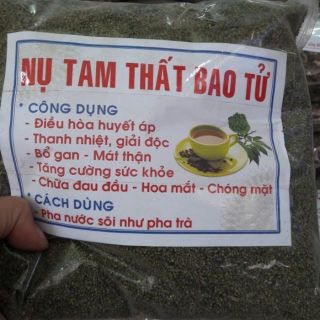 NỤ TAM THẤT BAO TỬ
* CÔNG DỤNG
- Điều hòa huyết áp
- Thanh nhiệt, giải độc
- Bổ gan - Mát thận
- Tăng cường sức khỏe
- Chữa đau đầu - Hoa mắt - Chóng mặt
* CÁCH DÙNG
- Pha nước sôi như pha trà